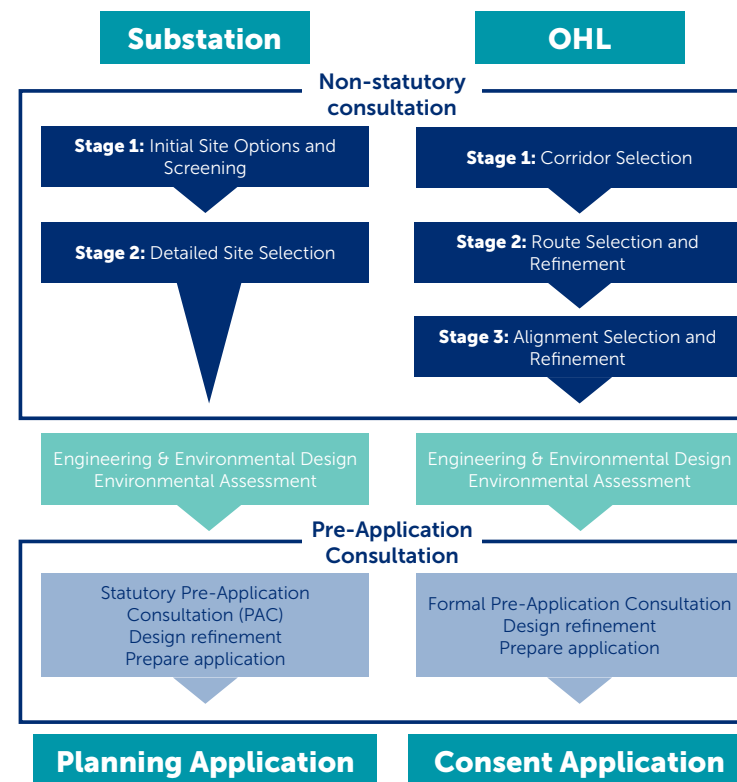 Substation
OHL
Non-statutory
consultation
Stage 1: Initial Site Options and
Screening
Stage 1: Corridor Selection
Stage 2: Detailed Site Selection
Stage 2: Route Selection and
Refinement
Stage 3: Alignment Selection and
Refinement
Engineering & Environmental Design
Environmental Assessment
Engineering & Environmental Design
Environmental Assessment
Pre-Application
Consultation
Statutory Pre-Application
Consultation (PAC)
Design refinement
Prepare application
Formal Pre-Application Consultation
Design refinement
Prepare application
Planning Application
Consent Application